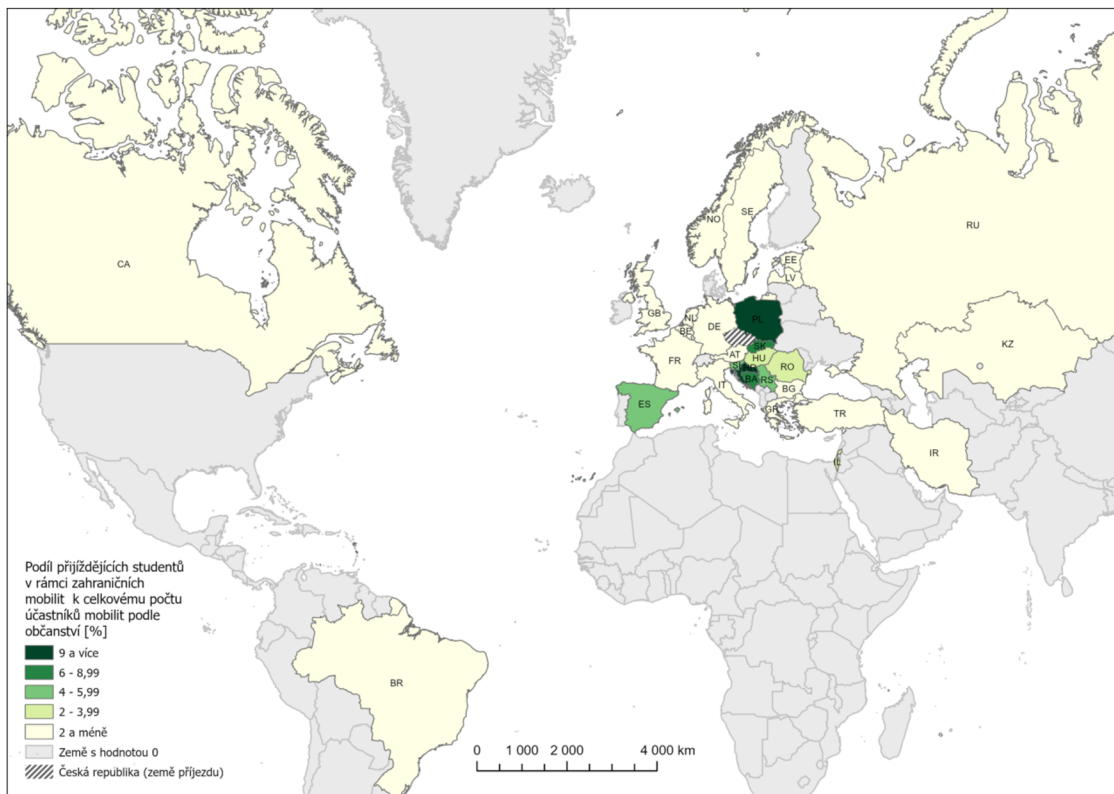 CA
RU
NO
SE
EE
LV
GB
NL
BE
DE
PL
KZ
SK
FR
AT
HU
SI
RO
BA
RS
IT
BG
ES
GR
TR
IL
IR
BR
Podíl přijíždějících studentů
v rámci zahraničních
mobilit k celkovému počtu
účastníků mobilit podle
občanství [%]
9 a více
6 - 8,99
4 - 5,99
2 - 3,99
2 a méně
Země s hodnotou 0
Česká republika (země příjezdu)
0 1 000 2 000 4 000 km